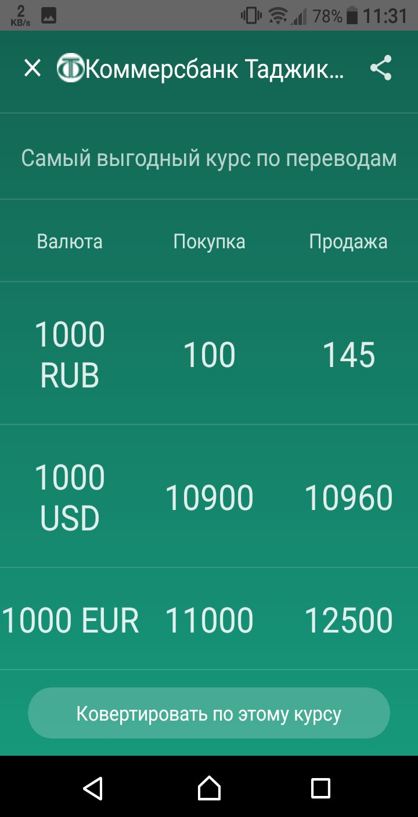 2
KB/s
78%
11:31
Коммерсбанк Таджик...
Самый выгодный курс по переводам
Валюта Покупка Продажа
1000
RUB
100 145
1000
USD
10900 10960
1000 EUR 11000 12500
Ковертировать по этому курсу